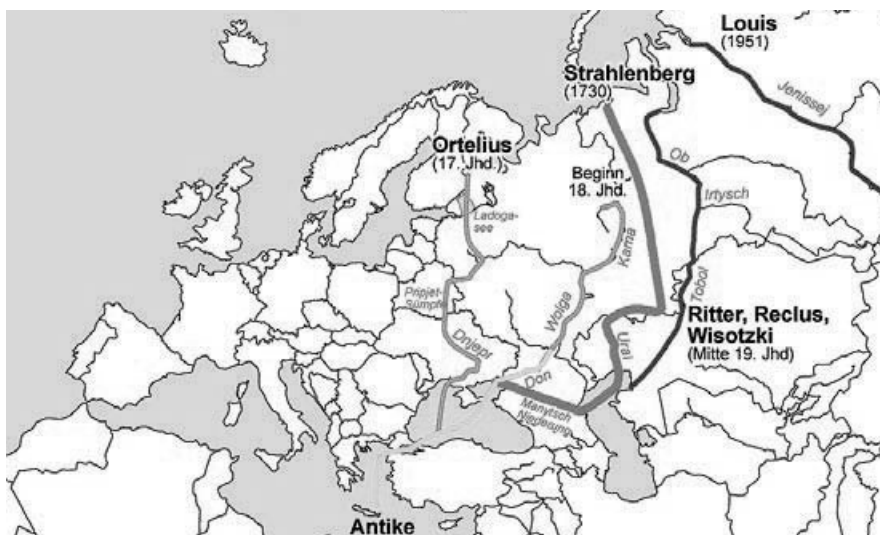 Louis
(1951)
Strahlenberg
(1730)
Jenissej
Ortelius
(17. Jhd.)
Ob
Beginn
18. Jhd.
Irtysch
Ladoga-
see
Kama
Pripjet-
sümpfe
Wolga
Tobol
Ritter, Reclus,
Wisotzki
(Mitte 19. Jhd)
Dnjepr
Ural
Don
Manytsch
Niederung
Antike